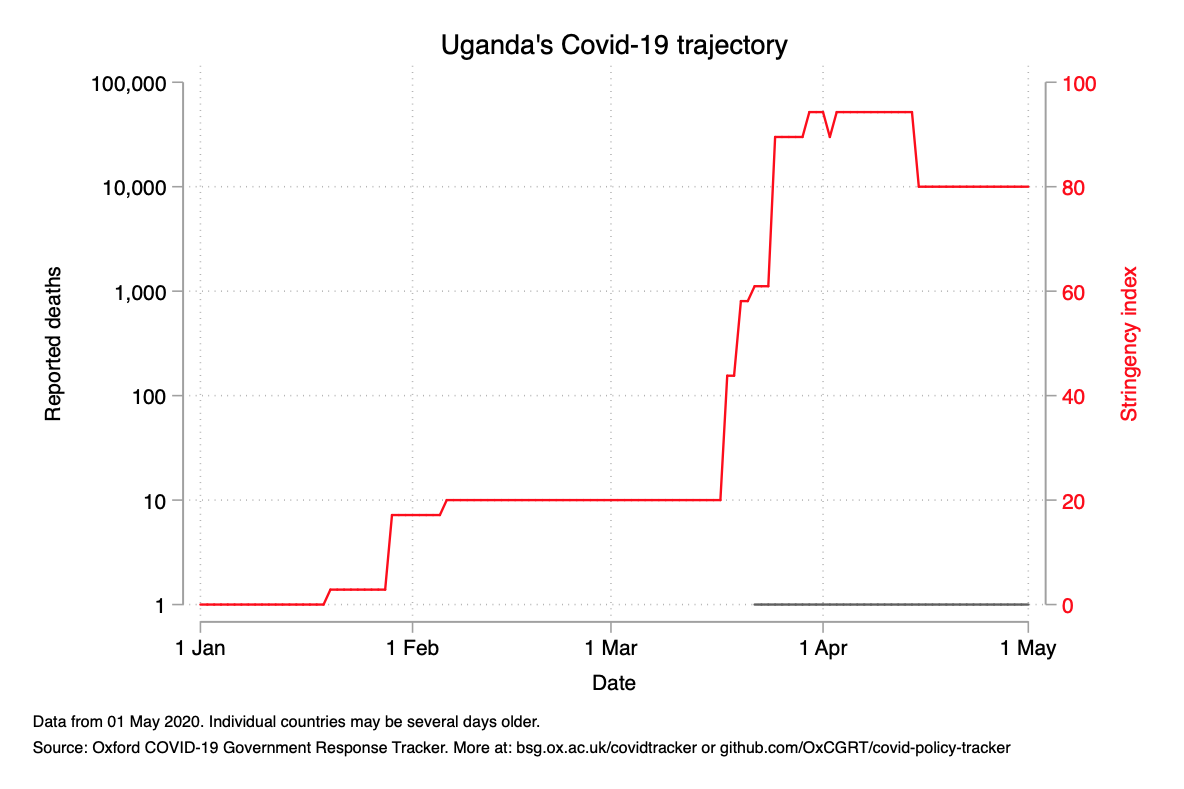 Uganda's Covid-19 trajectory
100,000
10,000
1,000
100
10
1
Reported deaths
100
80
60
40
20
0
Stringency index
1 Jan
1 Feb
1 Mar
1 Apr
1 May
Date
Data from 01 May 2020. Individual countries may be several days older.
Source: Oxford COVID-19 Government Response Tracker. More at: bsg.ox.ac.uk/covidtracker or github.com/OxCGRT/covid-policy-tracker